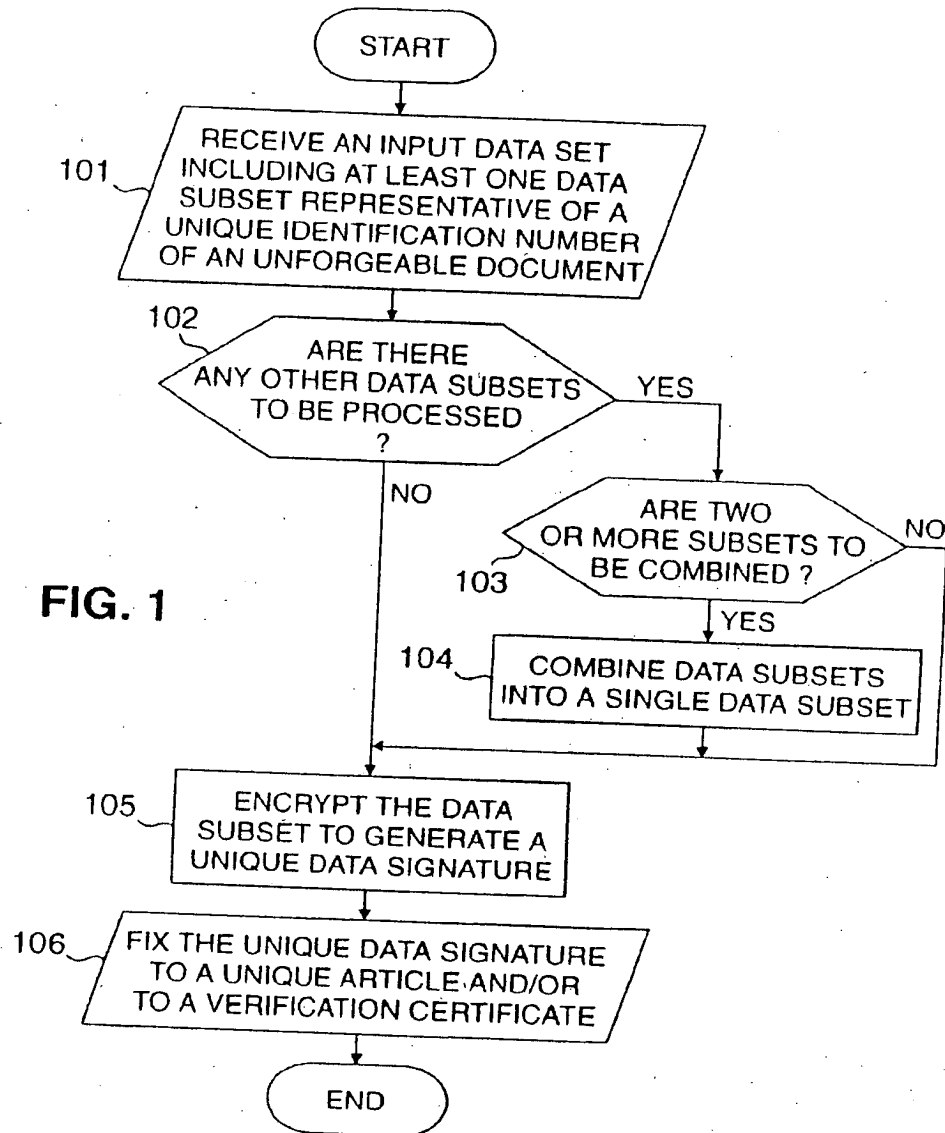 START
101
RECEIVE AN INPUT DATA SET
INCLUDING AT LEAST ONE DATA
SUBSET REPRESENTATIVE OF A
UNIQUE IDENTIFICATION NUMBER
OF AN UNFORGEABLE DOCUMENT
102
ARE THERE
ANY OTHER DATA SUBSETS
TO BE PROCESSED
?
YES
NO
103
ARE TWO
OR MORE SUBSETS TO
BE COMBINED ?
NO
YES
FIG. 1
104
COMBINE DATA SUBSETS
INTO A SINGLE DATA SUBSET
105
ENCRYPT THE DATA
SUBSET TO GENERATE A
UNIQUE DATA SIGNATURE
106
FIX THE UNIQUE DATA SIGNATURE
TO A UNIQUE ARTICLE AND/OR
TO A VERIFICATION CERTIFICATE
END